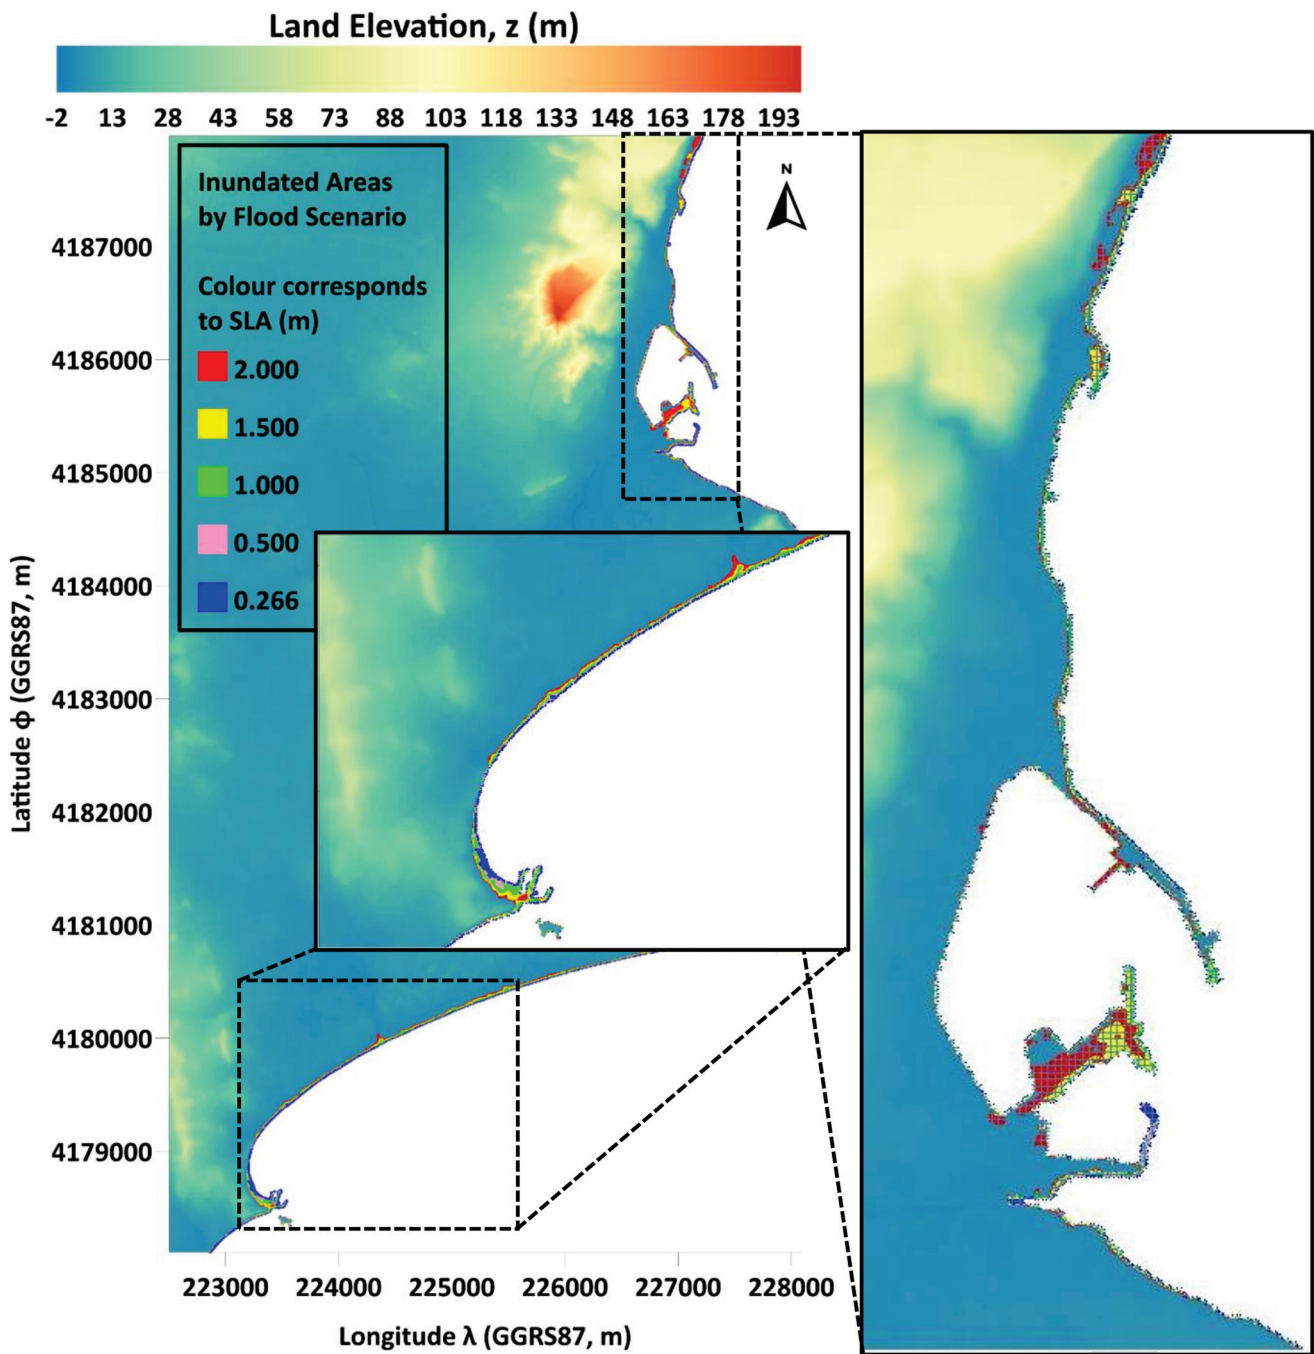 Land Elevation, z (m)
-2 13 28 43 58 73 88 103 118 133 148 163 178 193
Inundated Areas
by Flood Scenario
Colour corresponds
to SLA (m)
2.000
1.500
1.000
0.500
0.266
N
Latitude ϕ (GGRS87, m)
4187000
4186000
4185000
4184000
4183000
4182000
4181000
4180000
4179000
223000 224000 225000 226000 227000 228000
Longitude λ (GGRS87, m)